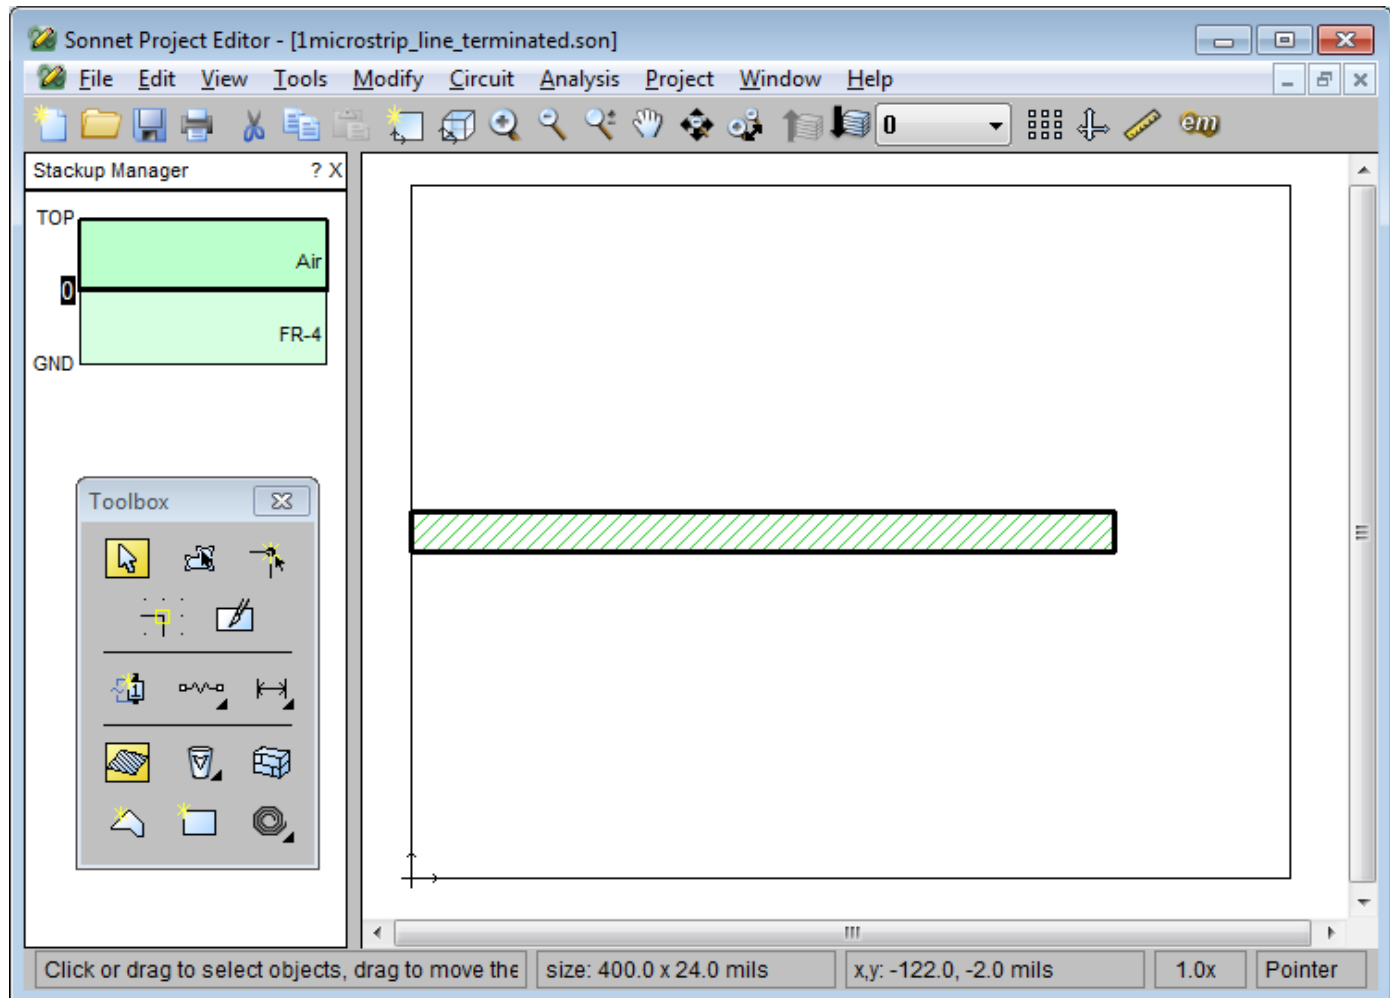 Sonnet Project Editor - [1microstrip_line_terminated.son]
File Edit View Tools Modify Circuit Analysis Project Window Help
0
em
Stackup Manager ? X
TOP
Air
0
FR-4
GND
Toolbox
1
Click or drag to select objects, drag to move the
size: 400.0 x 24.0 mils
x,y: -122.0, -2.0 mils
1.0x
Pointer